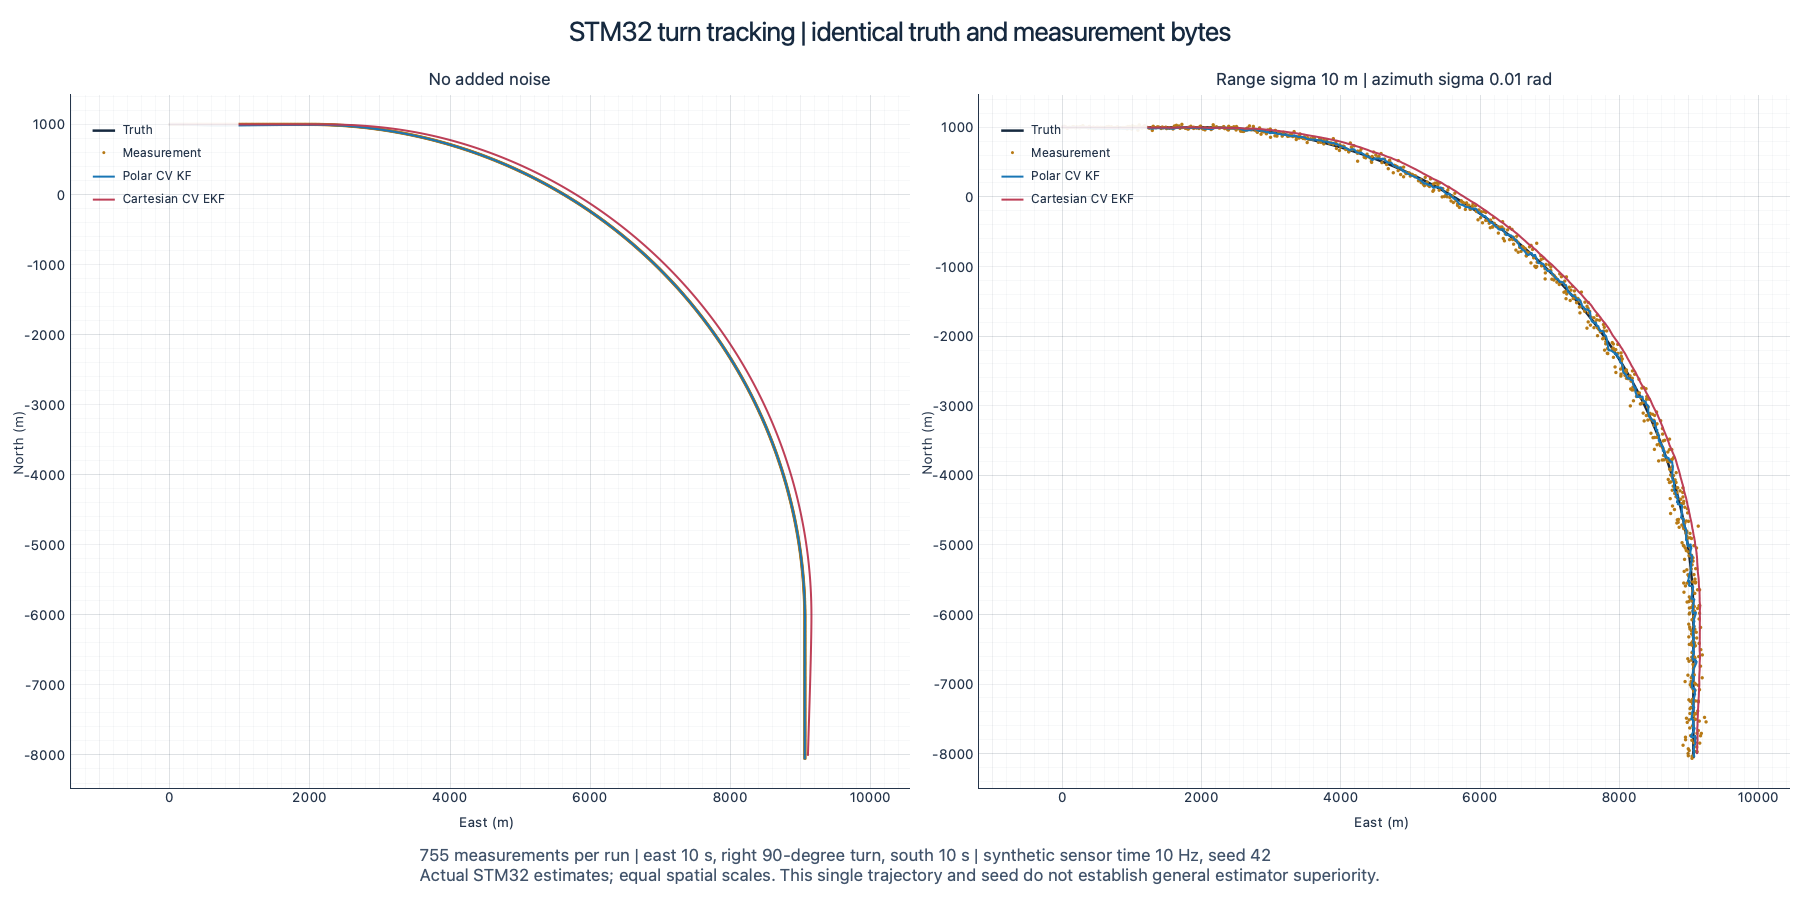 STM32 turn tracking | identical truth and measurement bytes
No added noise
1000
0
-1000
-2000
-3000
-4000
-5000
-6000
-7000
-8000
North (m)
Truth
Measurement
Polar CV KF
Cartesian CV EKF
0 2000 4000 6000 8000 10000
East (m)
Range sigma 10 m | azimuth sigma 0.01 rad
1000
0
-1000
-2000
-3000
-4000
-5000
-6000
-7000
-8000
North (m)
Truth
Measurement
Polar CV KF
Cartesian CV EKF
0 2000 4000 6000 8000 10000
East (m)
755 measurements per run | east 10 s, right 90-degree turn, south 10 s | synthetic sensor time 10 Hz, seed 42
Actual STM32 estimates; equal spatial scales. This single trajectory and seed do not establish general estimator superiority.